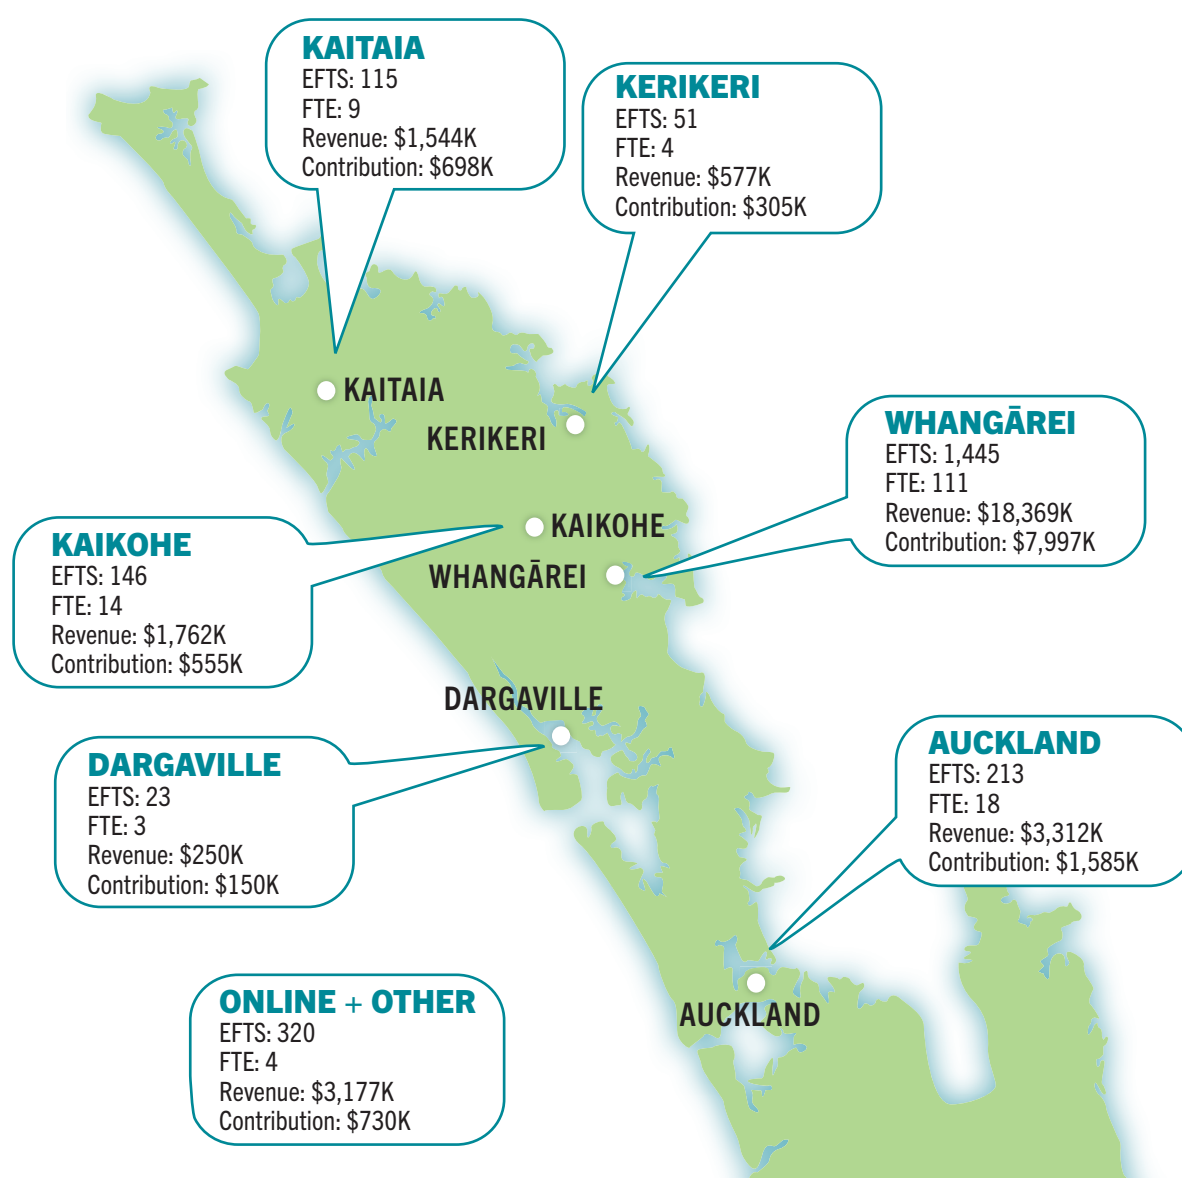 KAITAIA
EFTS: 115
FTE: 9
Revenue: $1,544K
Contribution: $698K
KERIKERI
EFTS: 51
FTE: 4
Revenue: $577K
Contribution: $305K
KAITAIA
KERIKERI
WHANGĀREI
EFTS: 1,445
FTE: 111
Revenue: $18,369K
Contribution: $7,997K
KAIKOHE
EFTS: 146
FTE: 14
Revenue: $1,762K
Contribution: $555K
KAIKOHE
WHANGĀREI
DARGAVILLE
DARGAVILLE
EFTS: 23
FTE: 3
Revenue: $250K
Contribution: $150K
AUCKLAND
EFTS: 213
FTE: 18
Revenue: $3,312K
Contribution: $1,585K
ONLINE + OTHER
EFTS: 320
FTE: 4
Revenue: $3,177K
Contribution: $730K
AUCKLAND